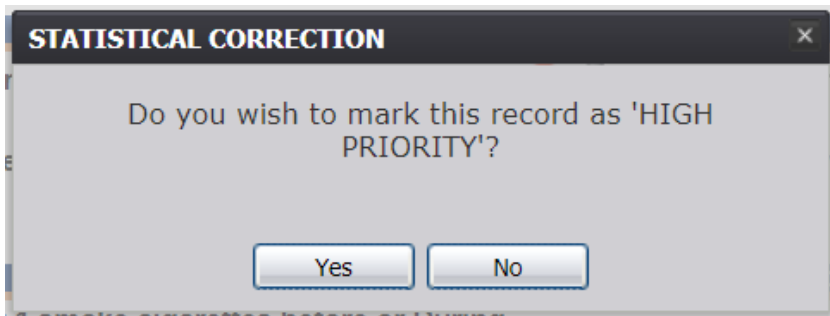 STATISTICAL CORRECTION
Do you wish to mark this record as 'HIGH
PRIORITY'?
Yes
No